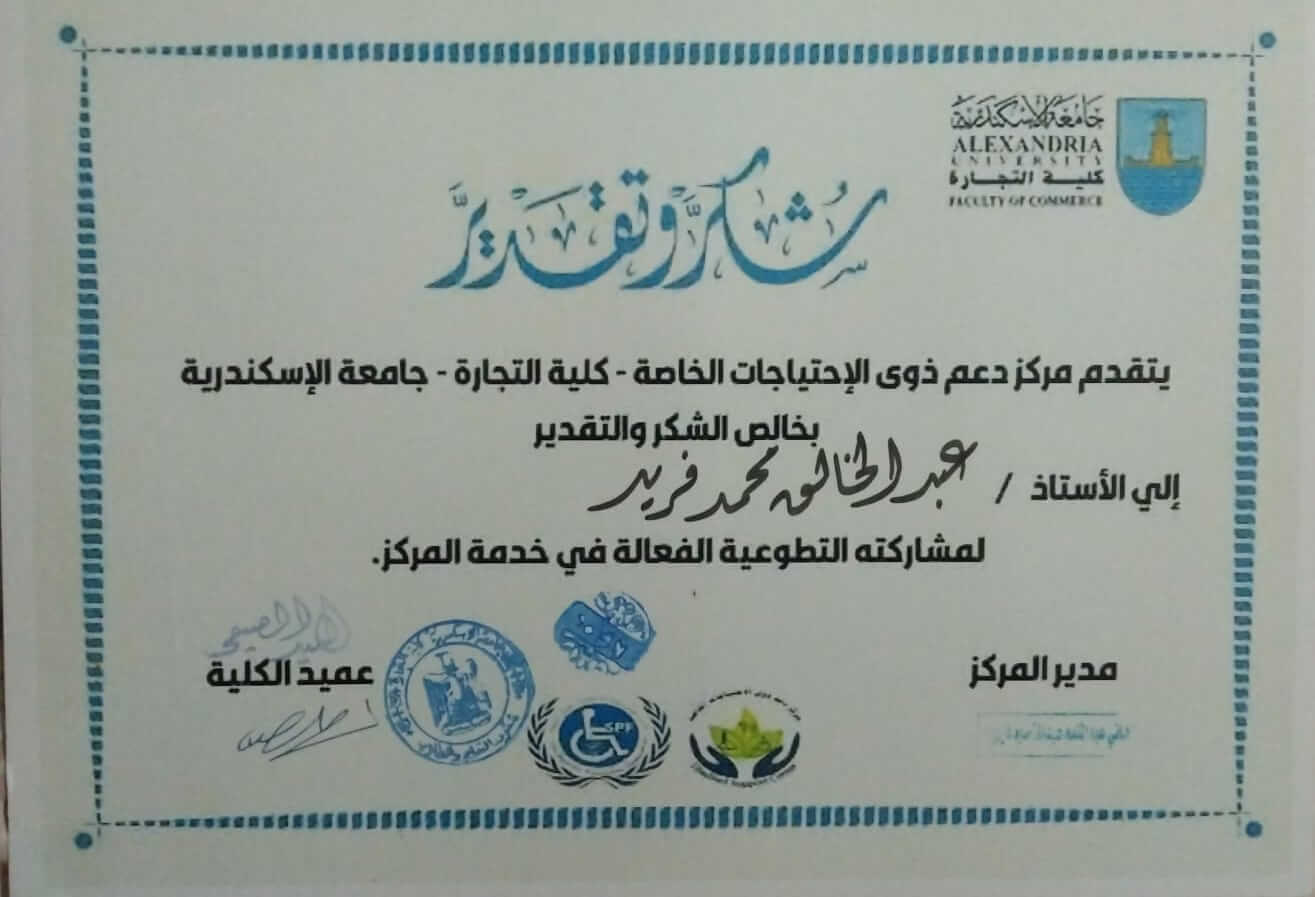 جامعة الإسكندرية
ALEXANDRIA
UNIVERSITY
كلية التجارة
FACULTY OF COMMERCE
شكر وتقدير
يتقدم مركز دعم ذوى الإحتياجات الخاصة - كلية التجارة - جامعة الإسكندرية
بخالص الشكر والتقدير
إلي الأستاذ / عبد الخالق محمد فريد
لمشاركته التطوعية الفعالة في خدمة المركز.
مدير المركز
عميد الكلية